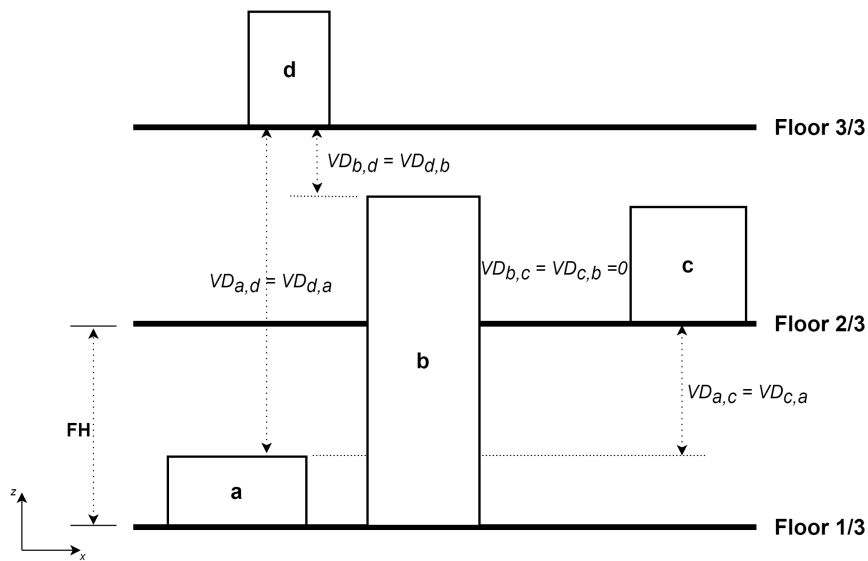 d
Floor 3/3
VDb,d = VDd,b
VDa,d = VDd,a
VDb,c = VDc,b =0
c
Floor 2/3
b
VDa,c = VDc,a
FH
a
z
x
Floor 1/3